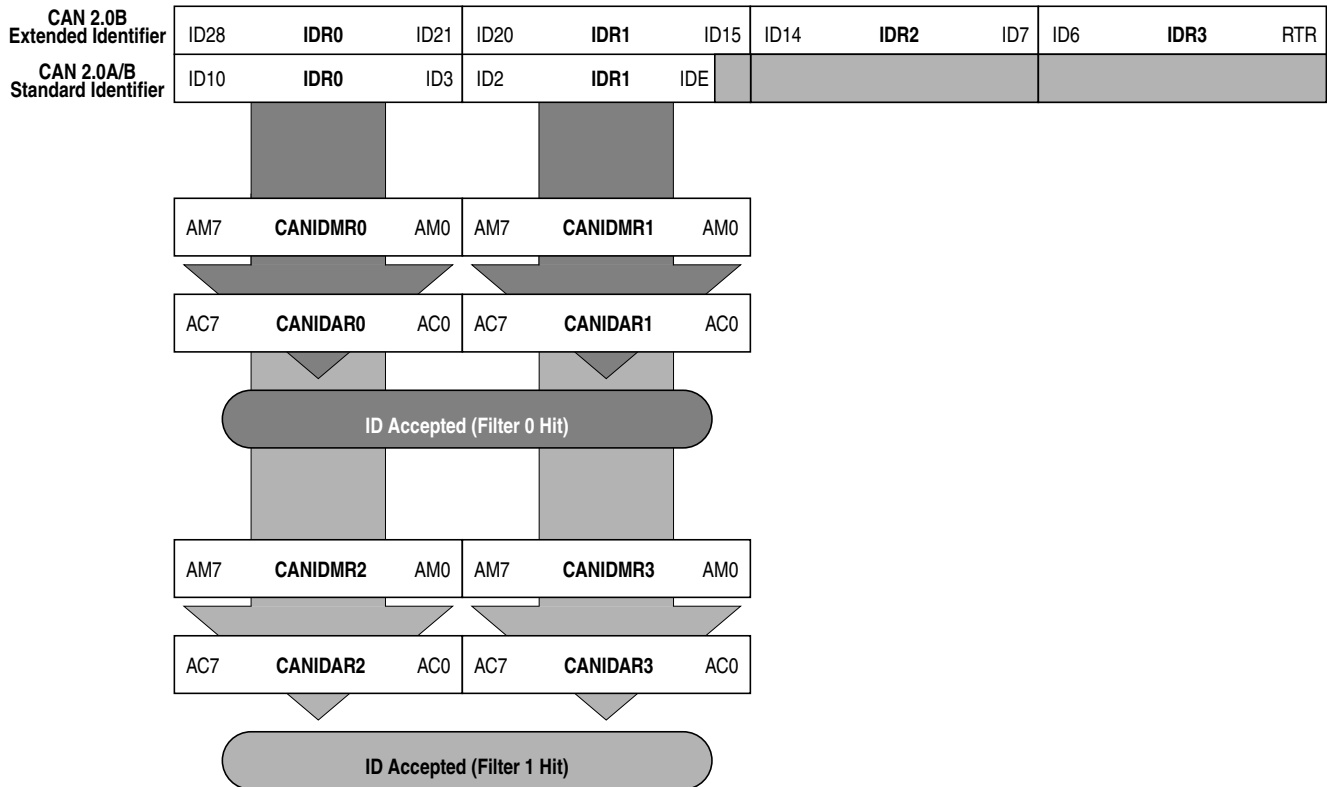 CAN 2.0B
Extended Identifier
ID28 IDR0 ID21 ID20 IDR1 ID15 ID14 IDR2 ID7 ID6 IDR3 RTR
CAN 2.0A/B
Standard Identifier
ID10 IDR0 ID3 ID2 IDR1 IDE
AM7 CANIDMR0 AM0 AM7 CANIDMR1 AM0
AC7 CANIDAR0 AC0 AC7 CANIDAR1 AC0
ID Accepted (Filter 0 Hit)
AM7 CANIDMR2 AM0 AM7 CANIDMR3 AM0
AC7 CANIDAR2 AC0 AC7 CANIDAR3 AC0
ID Accepted (Filter 1 Hit)